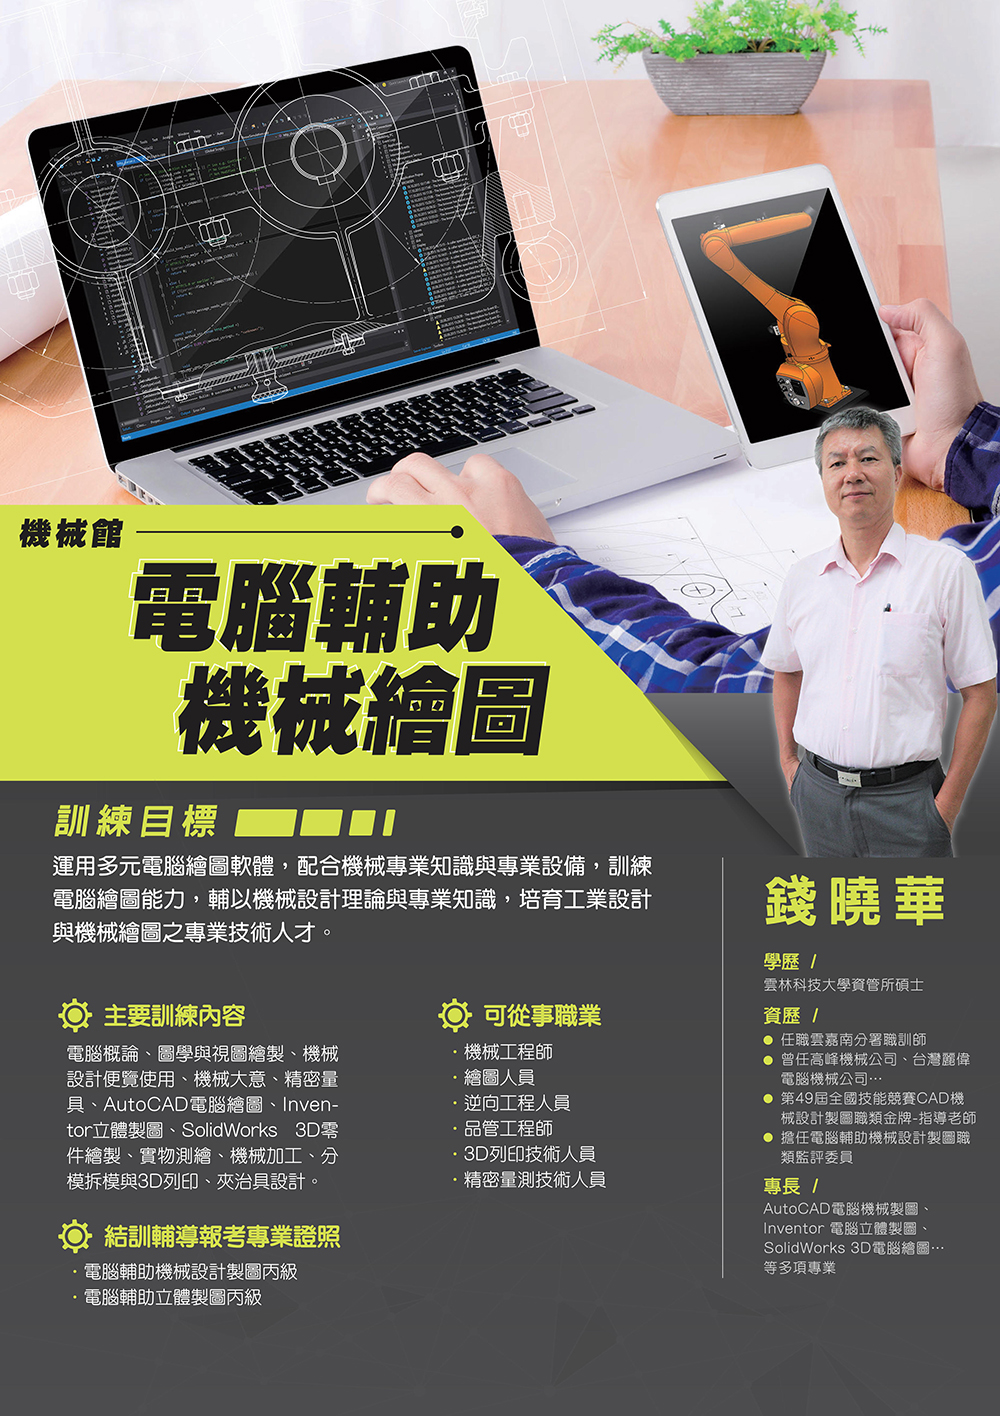 機械館
電腦輔助
機械繪圖
訓練目標
運用多元電腦繪圖軟體，配合機械專業知識與專業設備，訓練
電腦繪圖能力，輔以機械設計理論與專業知識，培育工業設計
與機械繪圖之專業技術人才。
主要訓練內容
電腦概論、圖學與視圖繪製、機械
設計便覽使用、機械大意、精密量
具、AutoCAD電腦繪圖、Inven-
tor立體製圖、SolidWorks 3D零
件繪製、實物測繪、機械加工、分
模拆模與3D列印、夾治具設計。
結訓輔導報考專業證照
・電腦輔助機械設計製圖丙級
・電腦輔助立體製圖丙級
可從事職業
・機械工程師
・繪圖人員
・逆向工程人員
・品管工程師
・3D列印技術人員
・精密量測技術人員
錢曉華
學歷 /
雲林科技大學資管所碩士
資歷 /
● 任職雲嘉南分署職訓師
● 曾任高峰機械公司、台灣麗偉
電腦機械公司…
● 第49屆全國技能競賽CAD機
械設計製圖職類金牌-指導老師
● 擔任電腦輔助機械設計製圖職
類監評委員
專長 /
AutoCAD電腦機械製圖、
Inventor 電腦立體製圖、
SolidWorks 3D電腦繪圖…
等多項專業